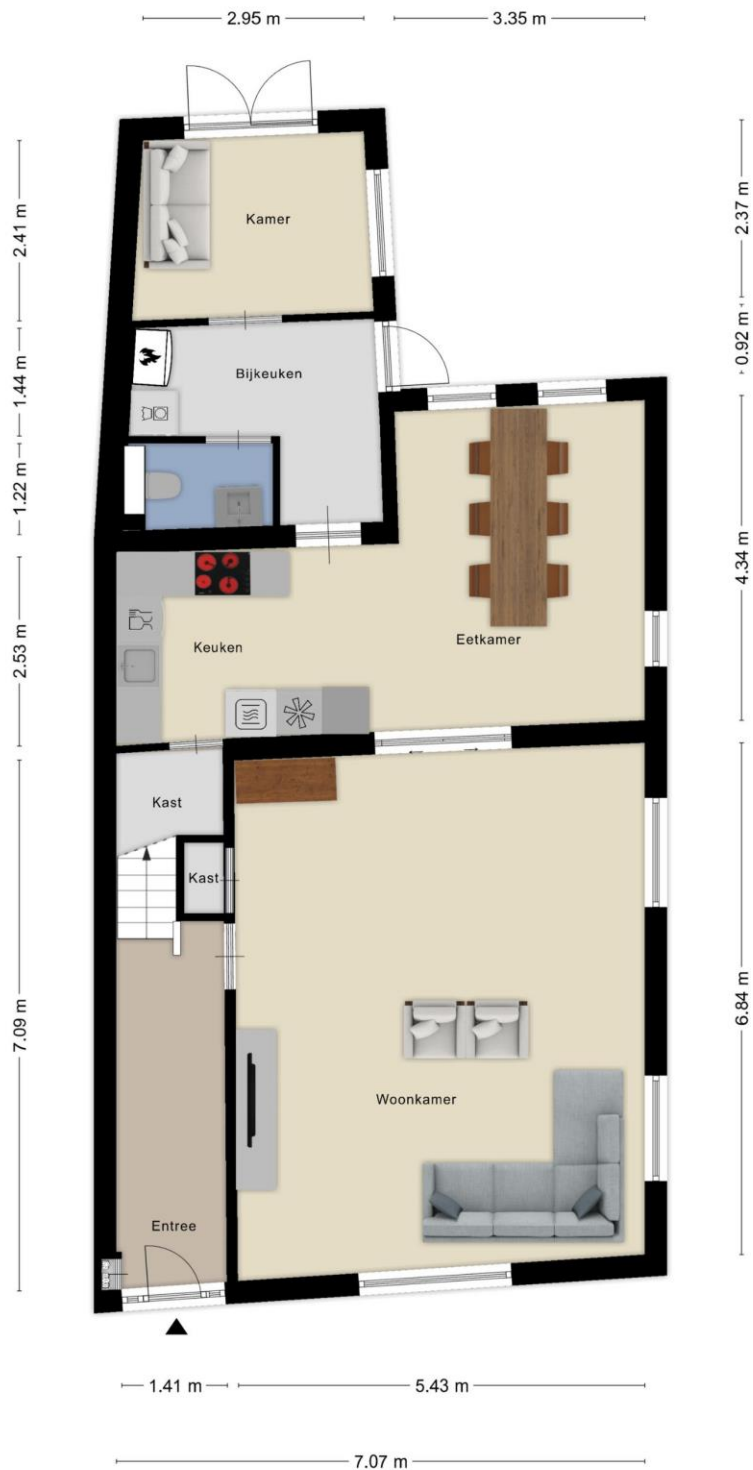 2.95 m
3.35 m
2.41 m
2.37 m
Kamer
0.92 m
1.44 m
Bijkeuken
1.22 m
4.34 m
2.53 m
Keuken
Eetkamer
Kast
Kast
7.09 m
6.84 m
Woonkamer
Entree
1.41 m
5.43 m
7.07 m